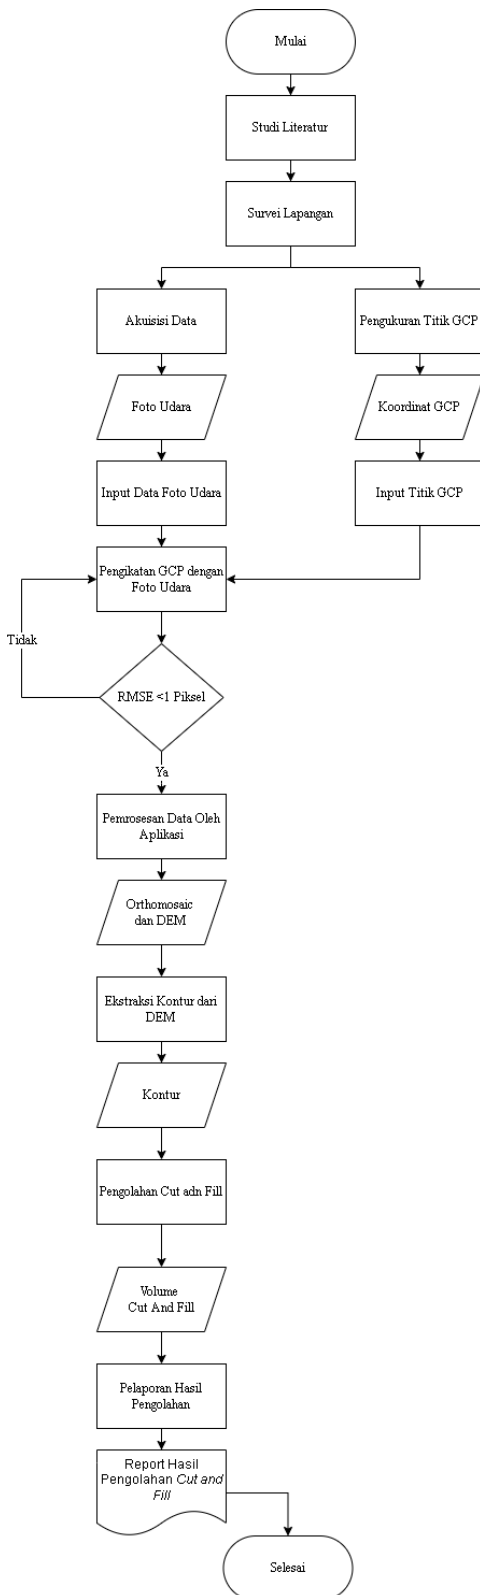 Mulai
Studi Literatur
Survei Lapangan
Akuisisi Data
Pengukuran Titik GCP
Foto Udara
Koordinat GCP
Input Data Foto Udara
Input Titik GCP
Pengikatan GCP dengan
Foto Udara
Tidak
RMSE <1 Piksel
Ya
Pemrosesan Data Oleh
Aplikasi
Orthomosaic
dan DEM
Ekstraksi Kontur dari
DEM
Kontur
Pengolahan Cut adn Fill
Volume
Cut And Fill
Pelaporan Hasil
Pengolahan
Report Hasil
Pengolahan Cut and
Fill
Selesai